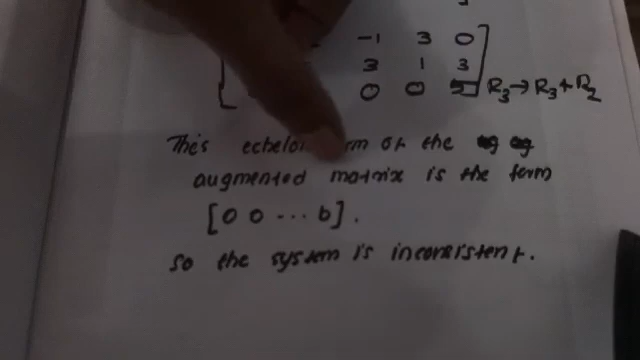 -1 3 0
3 1 3
0 0 R₃→R₃+R₂
This of the
augmented matrix is the form
[0 0 ... b].
so the system is inconsistent.